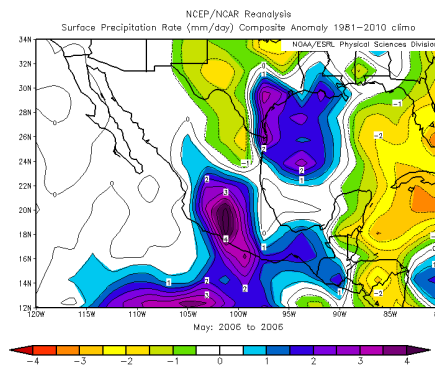 NCEP/NCAR Reanalysis
Surface Precipitation Rate (mm/day) Composite Anomaly 1981-2010 climo
NOAA/ESRL Physical Sciences Division
34N
32N
30N
28N
26N
24N
22N
20N
18N
16N
14N
12N
120W 115W 110W 105W 100W 95W 90W 85W
May: 2006 to 2006
-4 -3 -2 -1 0 1 2 3 4